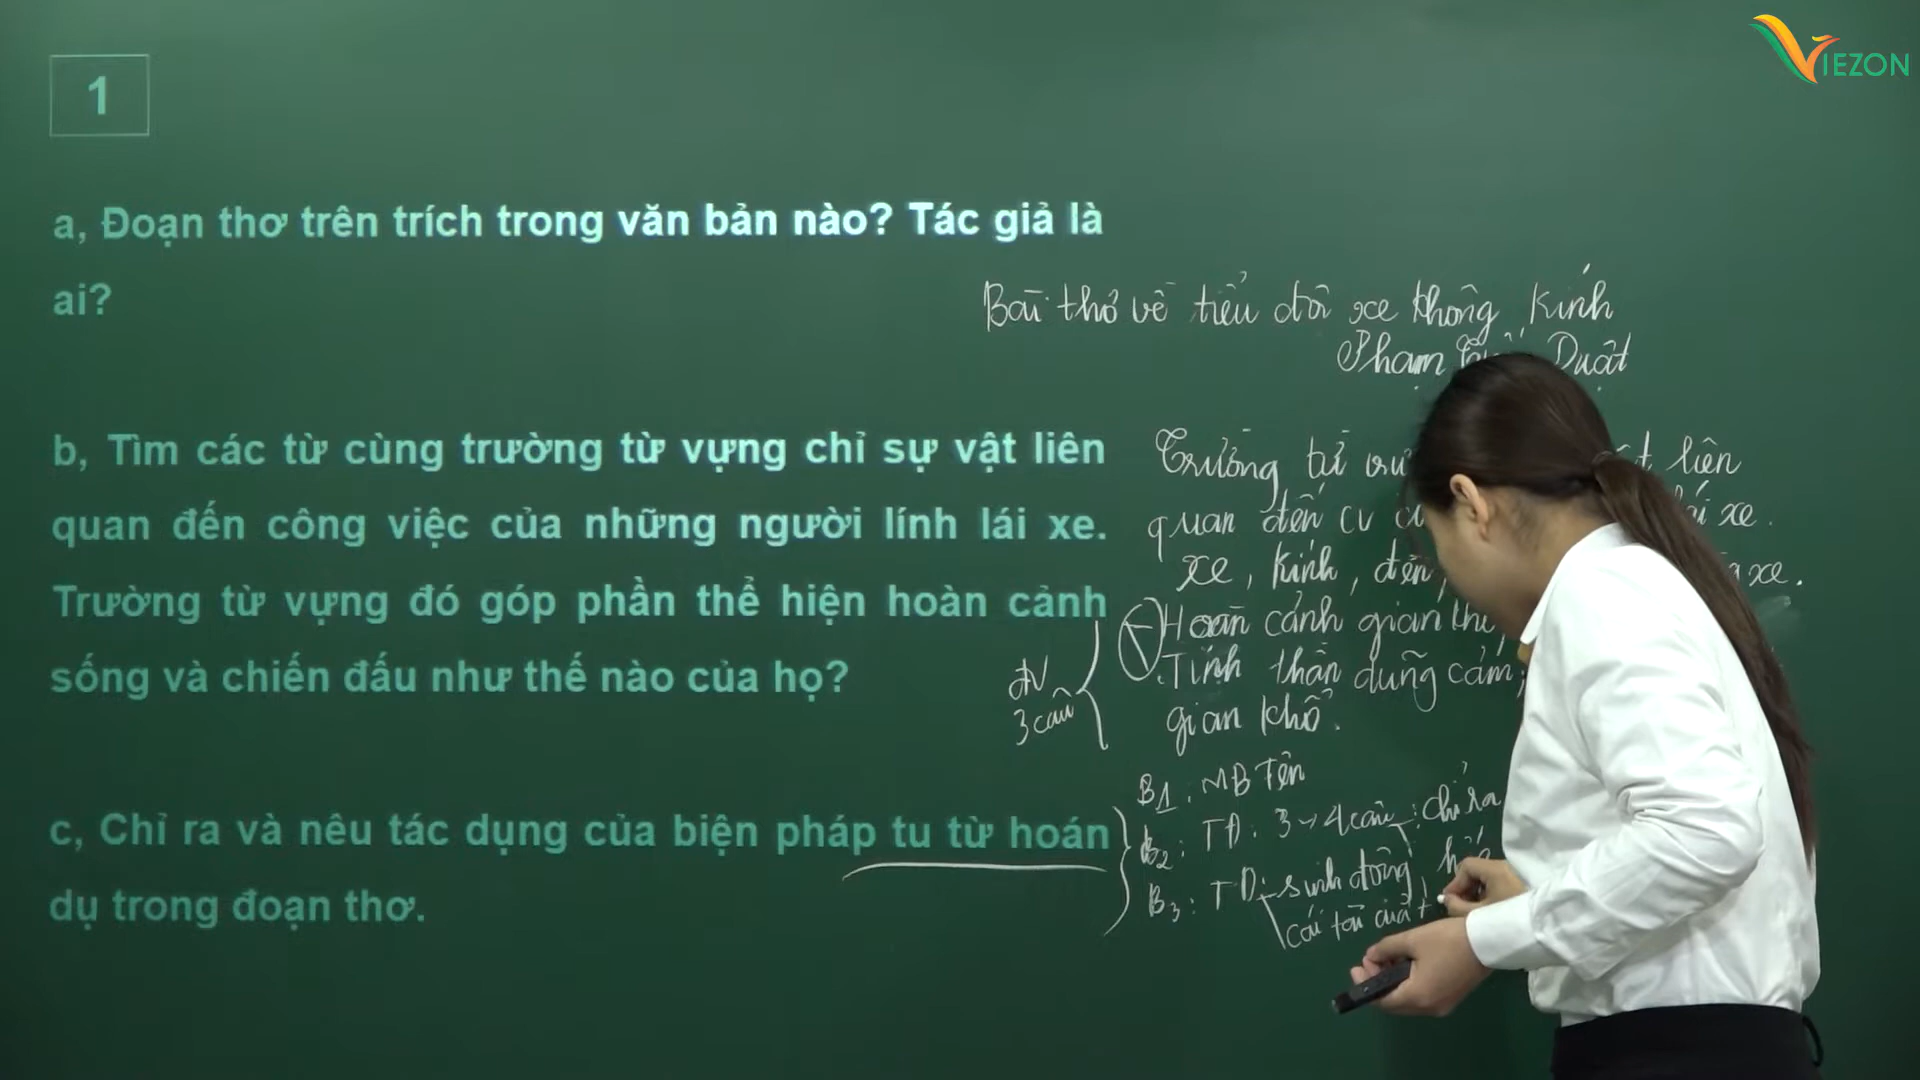 VIEZON
1
a, Đoạn thơ trên trích trong văn bản nào? Tác giả là
ai?
b, Tìm các từ cùng trường từ vựng chỉ sự vật liên
quan đến công việc của những người lính lái xe.
Trường từ vựng đó góp phần thể hiện hoàn cảnh
sống và chiến đấu như thế nào của họ?
c, Chỉ ra và nêu tác dụng của biện pháp tu từ hoán
dụ trong đoạn thơ.
Bài thơ về tiểu đội xe không kính
Phạm Duật
Trường từ liên
quan đến CV xe.
xe, kính, đèn, xe.
Hoàn cảnh gian
Tinh thần dũng cảm,
gian khổ.
ĐV
3 câu
B1: MB Tên
B2: TĐ: 3 → 4 câu: chỉ ra
B3: TD: sinh động,
cái tài của t